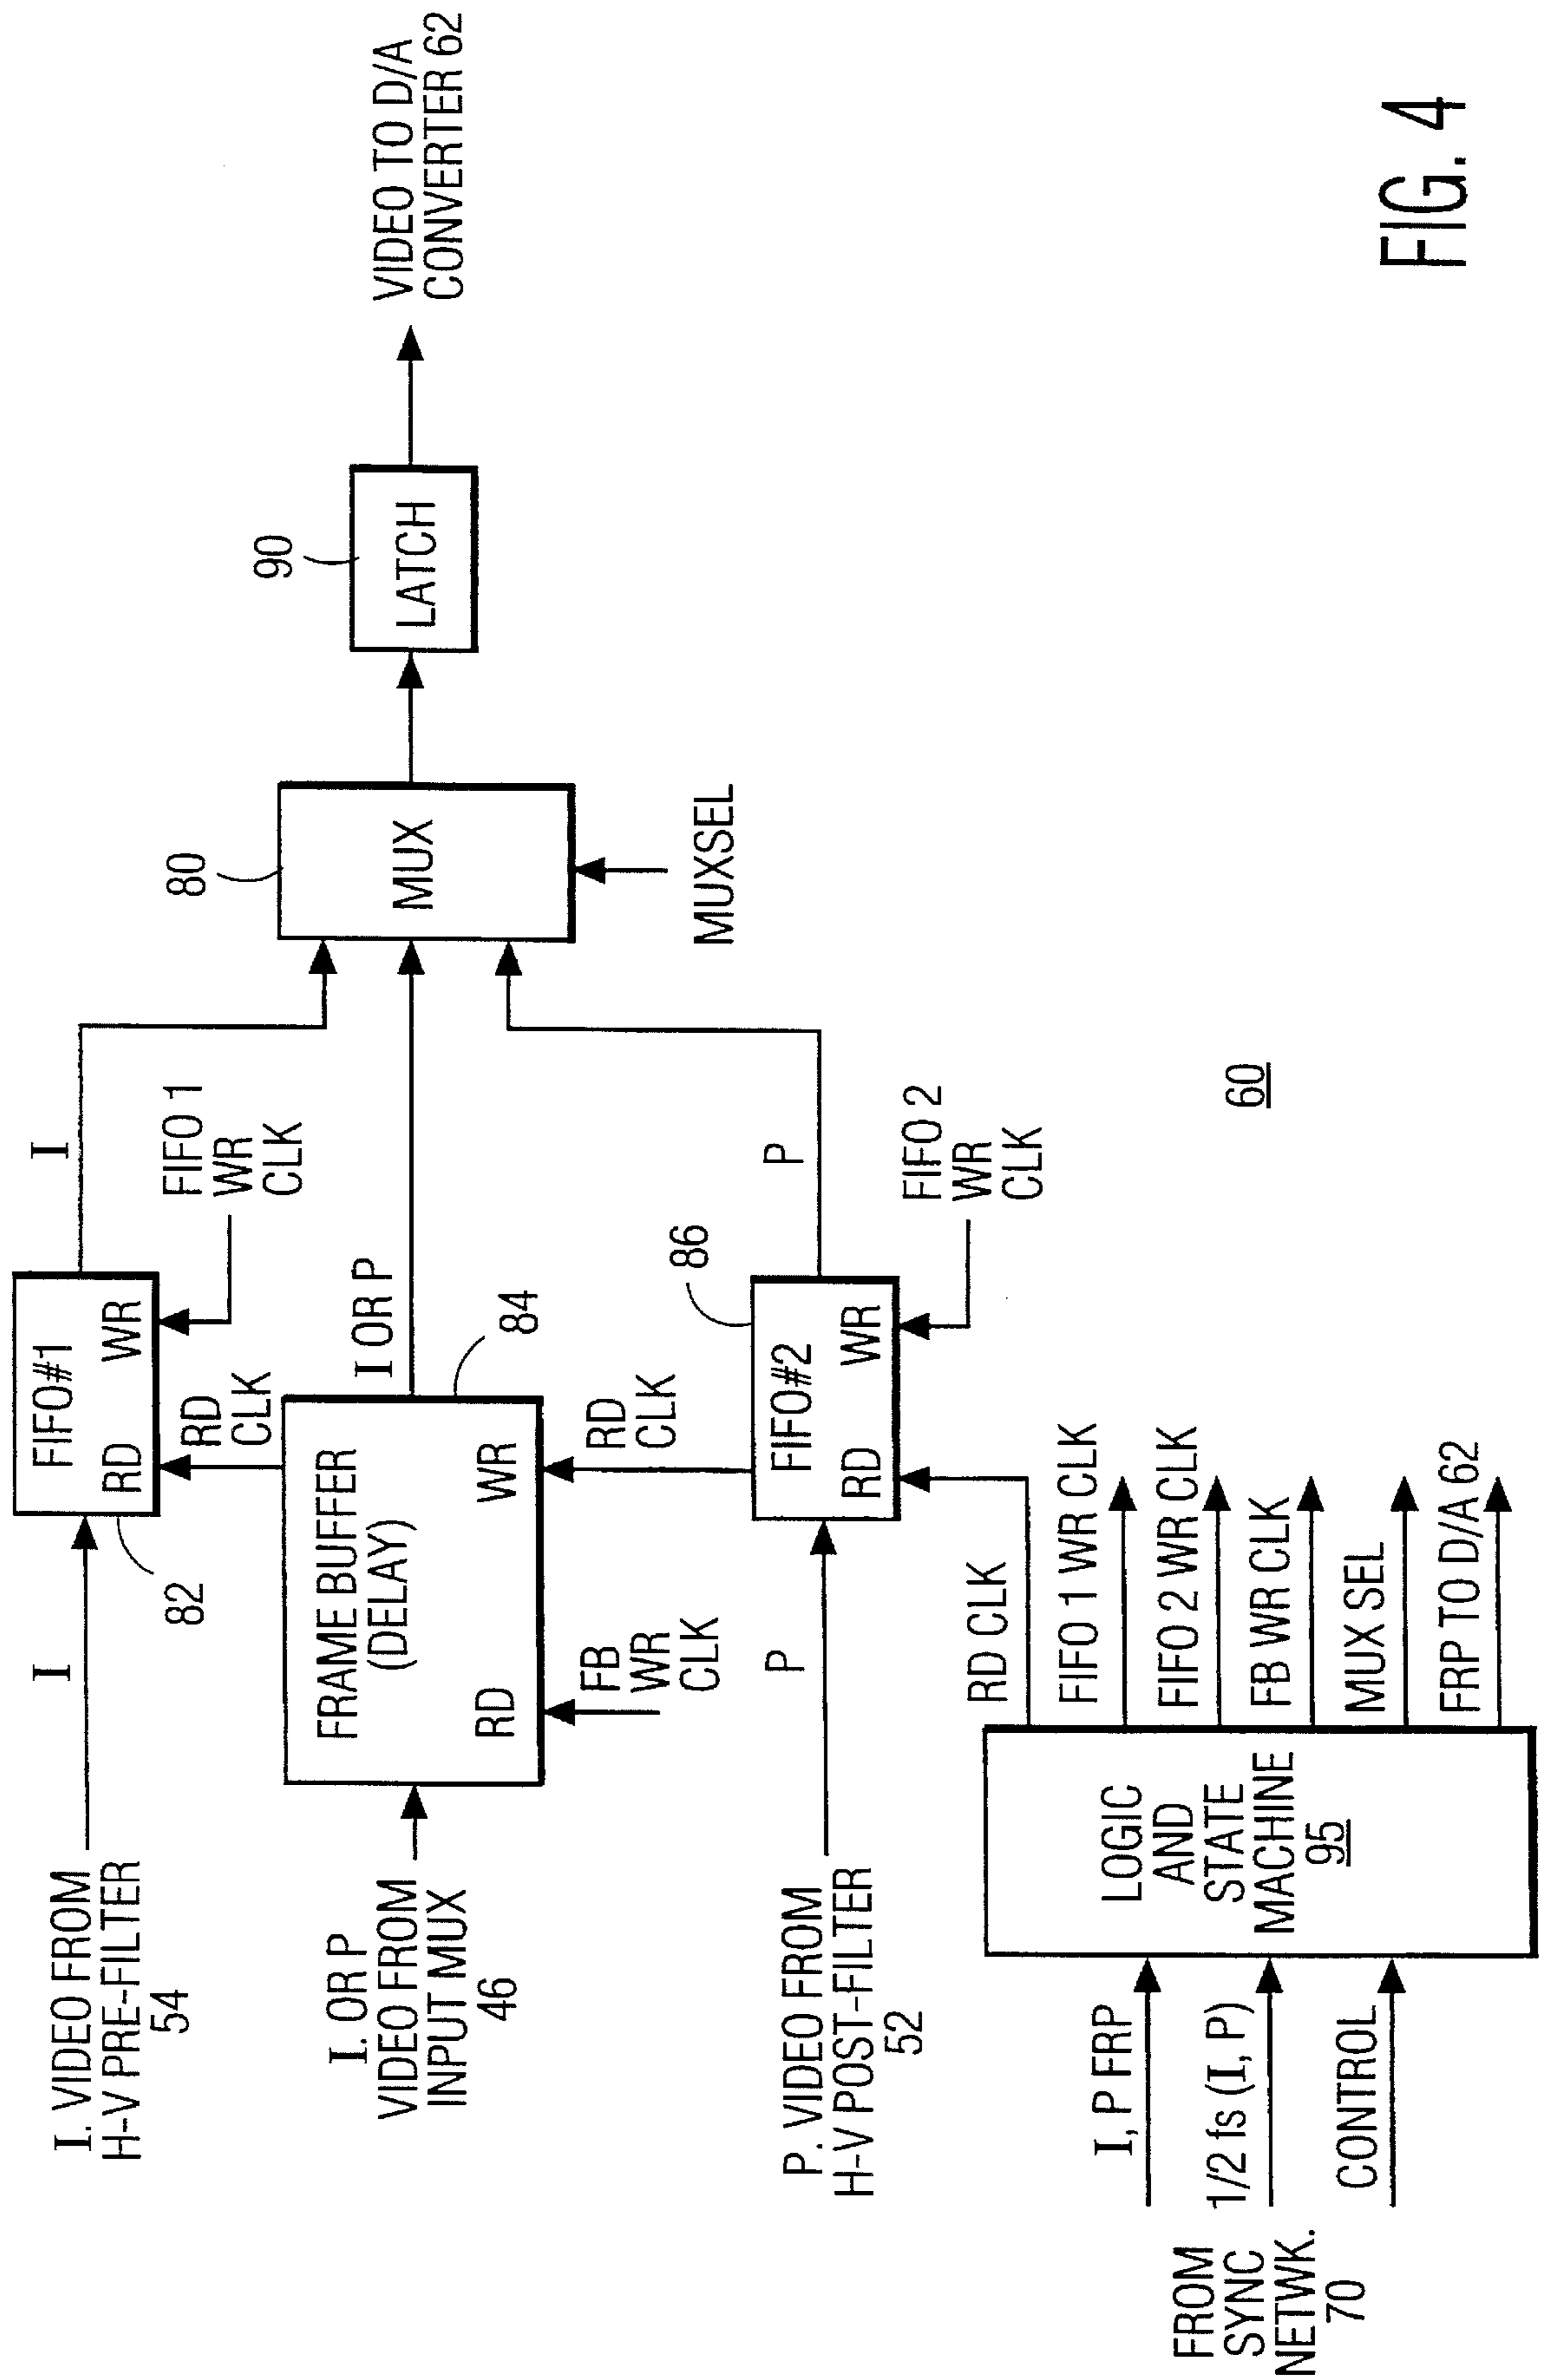 I
FIFO#1
RD
WR
82
I. VIDEO FROM
H-V PRE-FILTER
54
RD
CLK
FIFO 1
WR
CLK
I
I. OR P
VIDEO FROM
INPUT MUX
46
FRAME BUFFER
(DELAY)
RD
WR
84
I OR P
FB
WR
CLK
RD
CLK
80
MUX
MUXSEL
90
LATCH
VIDEO TO D/A
CONVERTER 62
P. VIDEO FROM
H-V POST-FILTER
52
P
FIFO#2
RD
WR
86
P
FIFO 2
WR
CLK
FROM
SYNC
NETWK.
70
I, P FRP
1/2 fs (I, P)
CONTROL
LOGIC
AND
STATE
MACHINE
95
RD CLK
FIFO 1 WR CLK
FIFO 2 WR CLK
FB WR CLK
MUX SEL
FRP TO D/A 62
60
FIG. 4